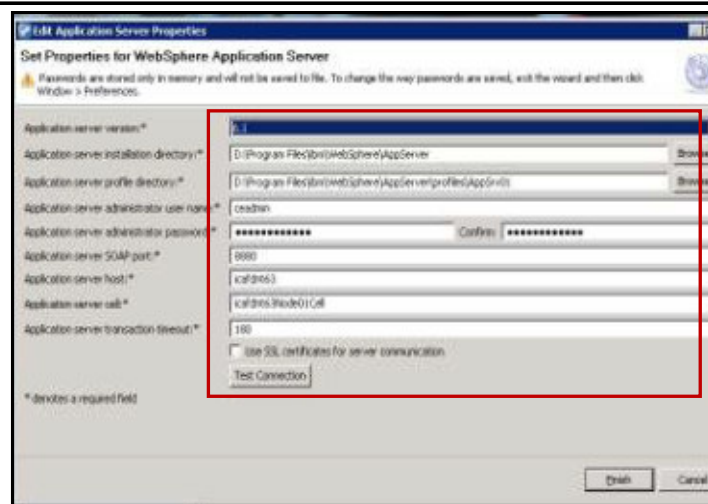 Edit Application Server Properties
Set Properties for WebSphere Application Server
Passwords are stored only in memory and will not be saved to file. To change the way passwords are saved, exit the wizard and then click
Window > Preferences.
Application server version:*
Application server installation directory:* D:\Program Files\ibm\WebSphere\AppServer Browse
Application server profile directory:* D:\Program Files\ibm\WebSphere\AppServer\profiles\AppSrv01 Browse
Application server administrator user name:* ceadmin
Application server administrator password:* ●●●●●●●●●●●● Confirm: ●●●●●●●●●●●●
Application server SOAP port:* 8880
Application server host:*
Application server cell:*
Application server transaction timeout:* 180
Use SSL certificates for server communication
Test Connection
* denotes a required field
Finish Cancel